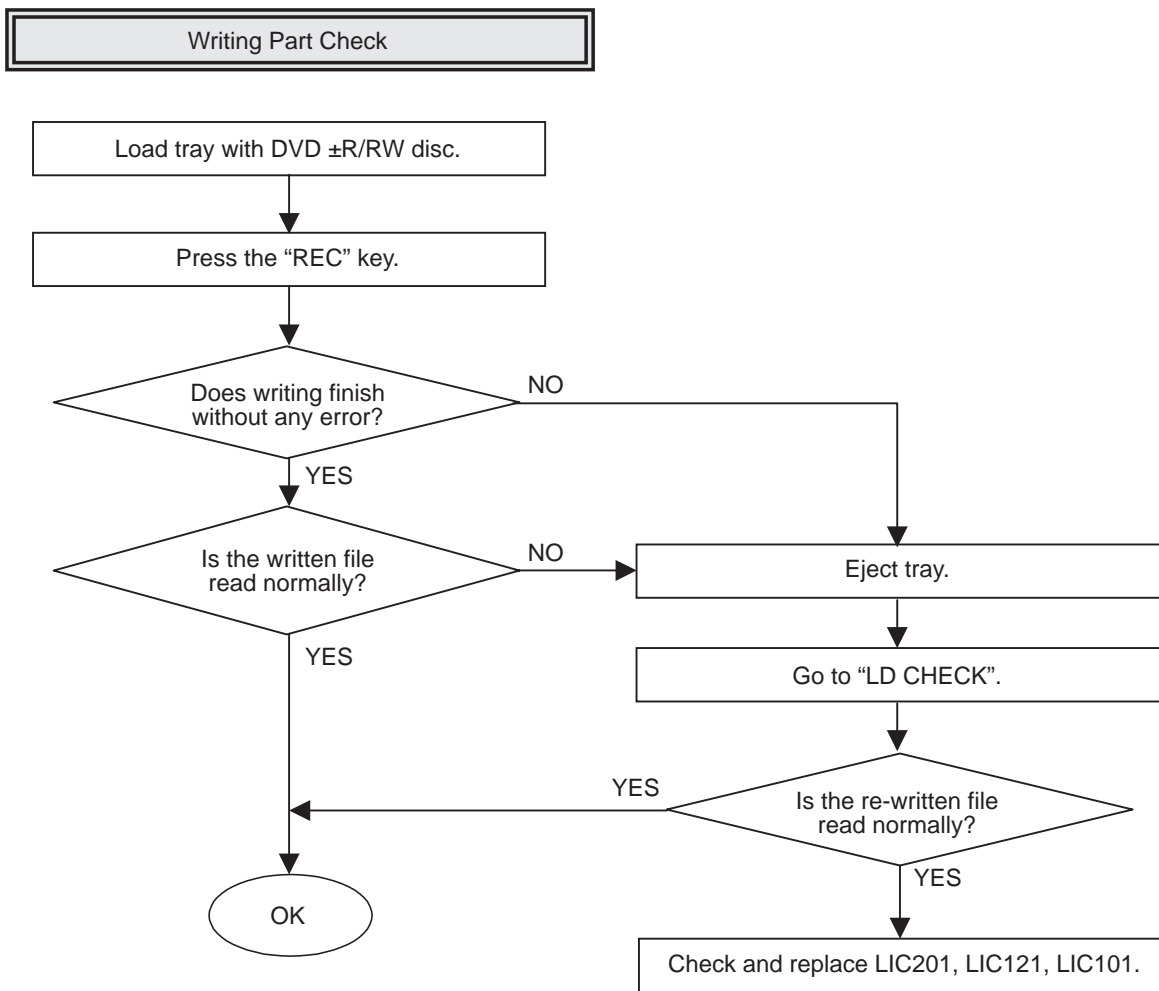 Writing Part Check
Load tray with DVD ±R/RW disc.
Press the “REC” key.
Does writing finish
without any error?
NO
YES
Is the written file
read normally?
NO
Eject tray.
YES
Go to “LD CHECK”.
YES
Is the re-written file
read normally?
YES
OK
Check and replace LIC201, LIC121, LIC101.